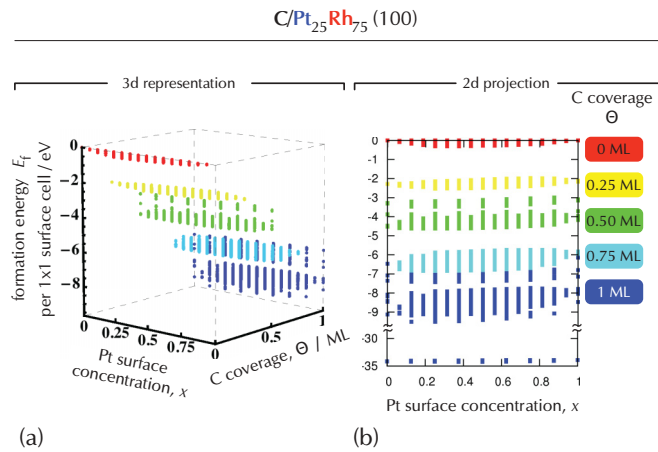 C/Pt25Rh75 (100)
3d representation
2d projection
C coverage
Θ
formation energy Ef
per 1x1 surface cell / eV
0
−2
−4
−6
−8
0
0.25
0.5
0.75
0
0.5
1
Pt surface
concentration, x
C coverage, Θ / ML
(a)
0
-1
-2
-3
-4
-5
-6
-7
-8
-9
≈
≈
-30
-35
0
0.2
0.4
0.6
0.8
1
Pt surface concentration, x
0 ML
0.25 ML
0.50 ML
0.75 ML
1 ML
(b)